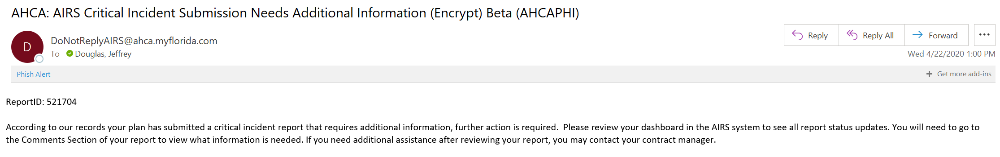 AHCA: AIRS Critical Incident Submission Needs Additional Information (Encrypt) Beta (AHCAPHI)
D
DoNotReplyAIRS@ahca.myflorida.com
To Douglas, Jeffrey
Reply
Reply All
Forward
Wed 4/22/2020 1:00 PM
Phish Alert
+ Get more add-ins
ReportID: 521704
According to our records your plan has submitted a critical incident report that requires additional information, further action is required.  Please review your dashboard in the AIRS system to see all report status updates. You will need to go to
the Comments Section of your report to view what information is needed. If you need additional assistance after reviewing your report, you may contact your contract manager.